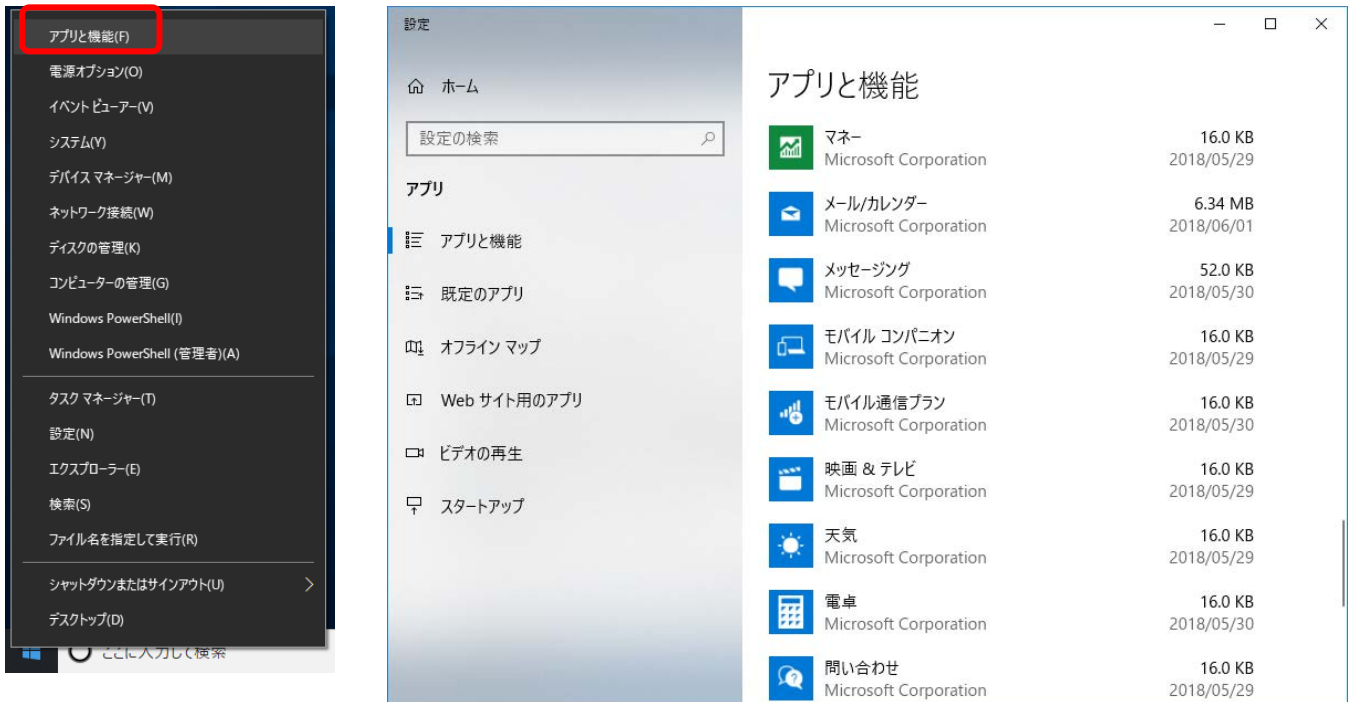 アプリと機能(F)
電源オプション(O)
イベント ビューアー(V)
システム(Y)
デバイス マネージャー(M)
ネットワーク接続(W)
ディスクの管理(K)
コンピューターの管理(G)
Windows PowerShell(I)
Windows PowerShell (管理者)(A)
タスク マネージャー(T)
設定(N)
エクスプローラー(E)
検索(S)
ファイル名を指定して実行(R)
シャットダウンまたはサインアウト(U)
デスクトップ(D)
ここに入力して検索
設定
ホーム
設定の検索
アプリ
アプリと機能
既定のアプリ
オフライン マップ
Web サイト用のアプリ
ビデオの再生
スタートアップ
アプリと機能
マネー 16.0 KB
Microsoft Corporation 2018/05/29
メール/カレンダー 6.34 MB
Microsoft Corporation 2018/06/01
メッセージング 52.0 KB
Microsoft Corporation 2018/05/30
モバイル コンパニオン 16.0 KB
Microsoft Corporation 2018/05/29
モバイル通信プラン 16.0 KB
Microsoft Corporation 2018/05/30
映画 & テレビ 16.0 KB
Microsoft Corporation 2018/05/29
天気 16.0 KB
Microsoft Corporation 2018/05/29
電卓 16.0 KB
Microsoft Corporation 2018/05/30
問い合わせ 16.0 KB
Microsoft Corporation 2018/05/29